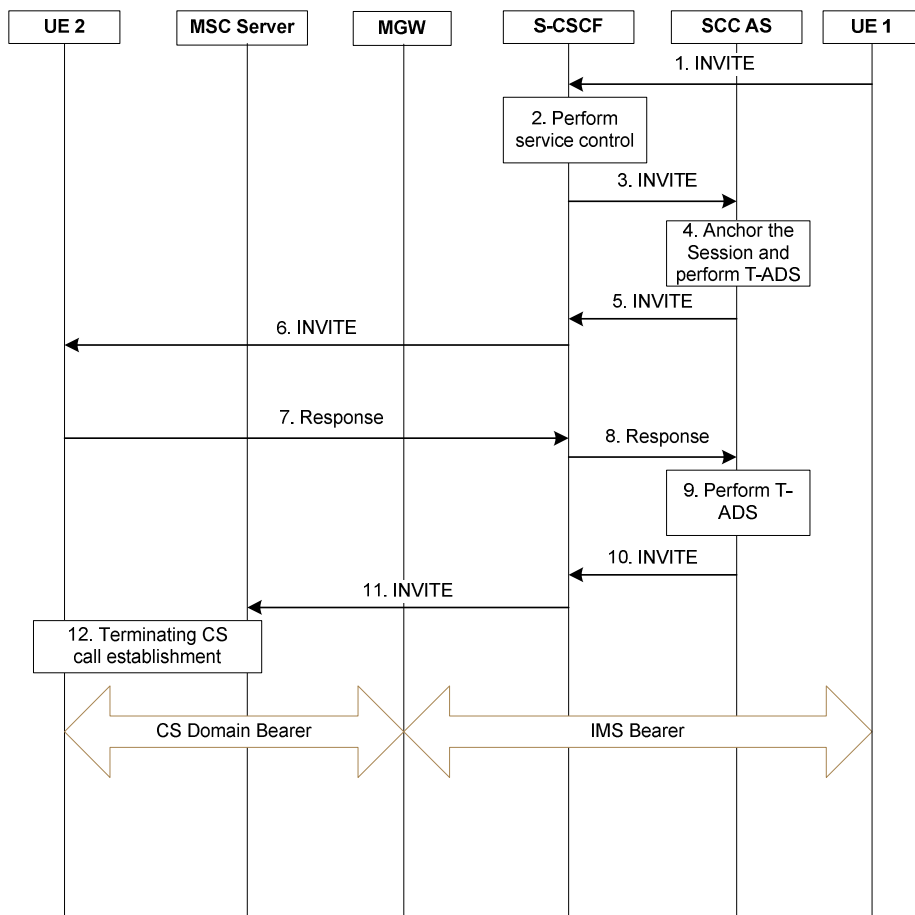 UE 2
MSC Server
MGW
S-CSCF
SCC AS
UE 1
1. INVITE
2. Perform
service control
3. INVITE
4. Anchor the
Session and
perform T-ADS
5. INVITE
6. INVITE
7. Response
8. Response
9. Perform T-
ADS
10. INVITE
11. INVITE
12. Terminating CS
call establishment
CS Domain Bearer
IMS Bearer